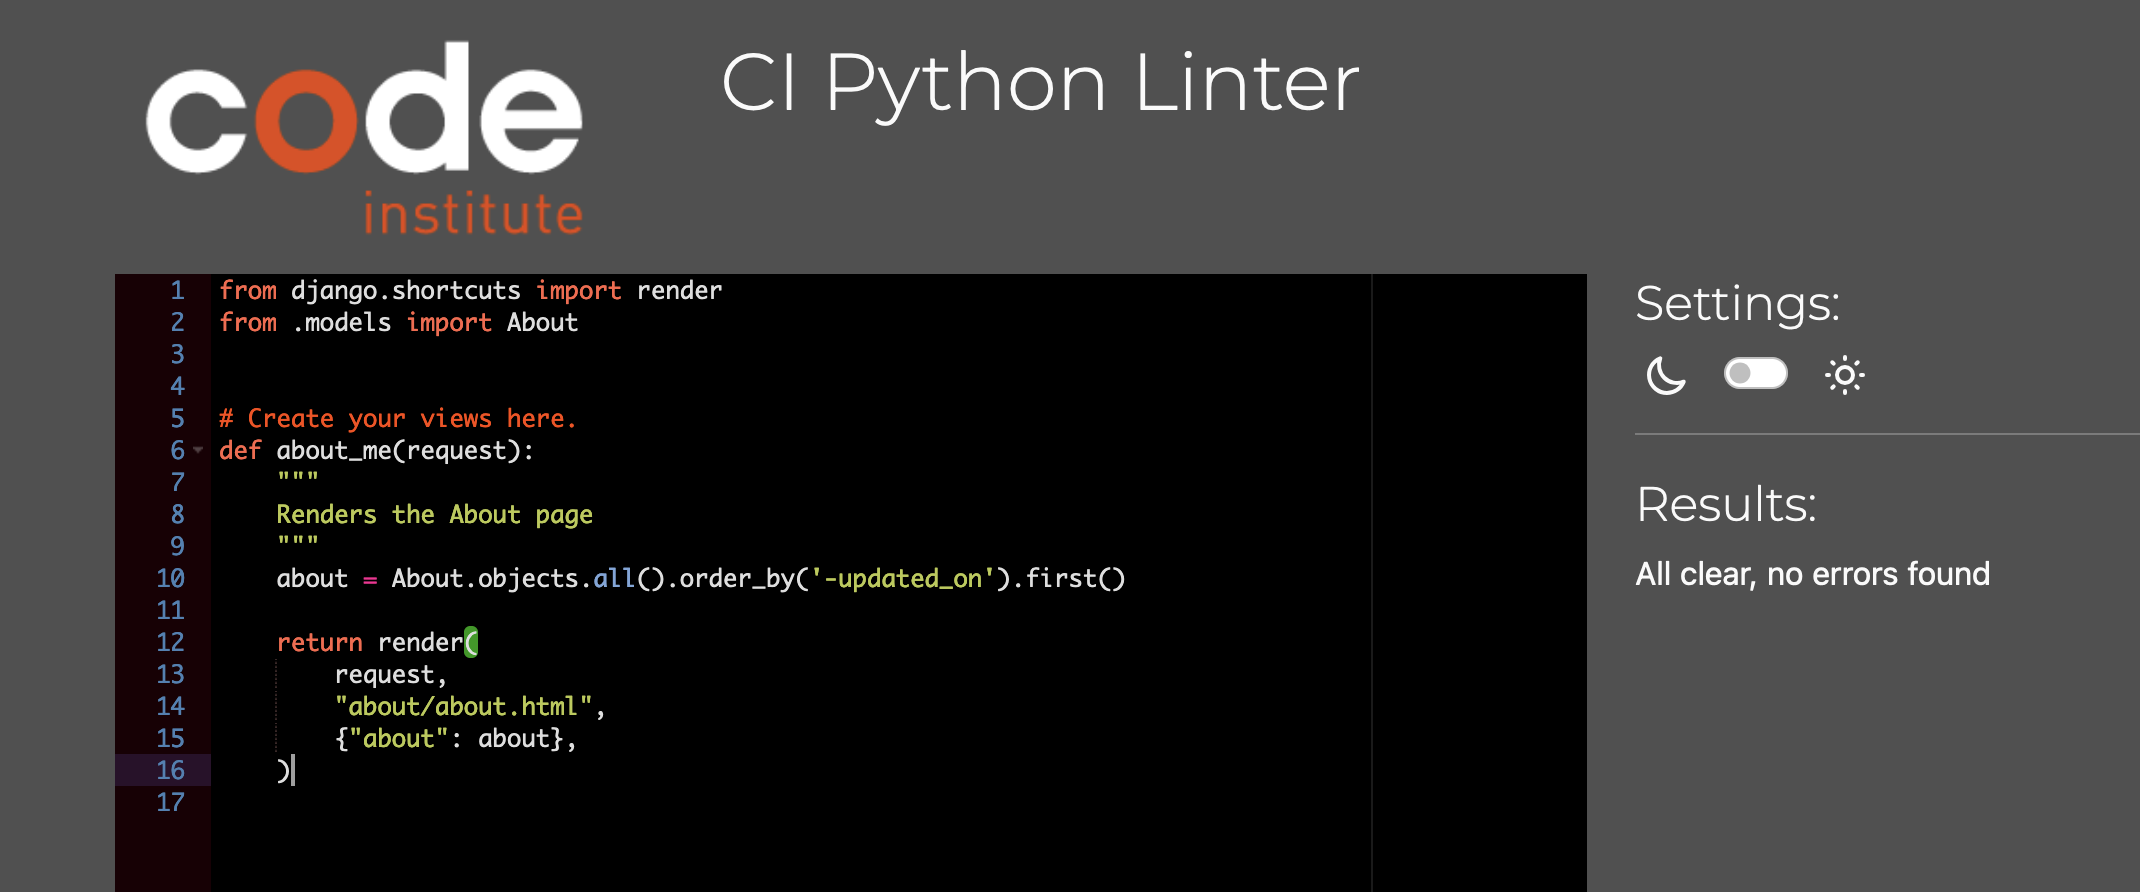 code
institute
CI Python Linter
1 from django.shortcuts import render
2 from .models import About
3
4
5 # Create your views here.
6 def about_me(request):
7     """
8     Renders the About page
9     """
10     about = About.objects.all().order_by('-updated_on').first()
11
12     return render(
13         request,
14         "about/about.html",
15         {"about": about},
16     )
17
Settings:
Results:
All clear, no errors found